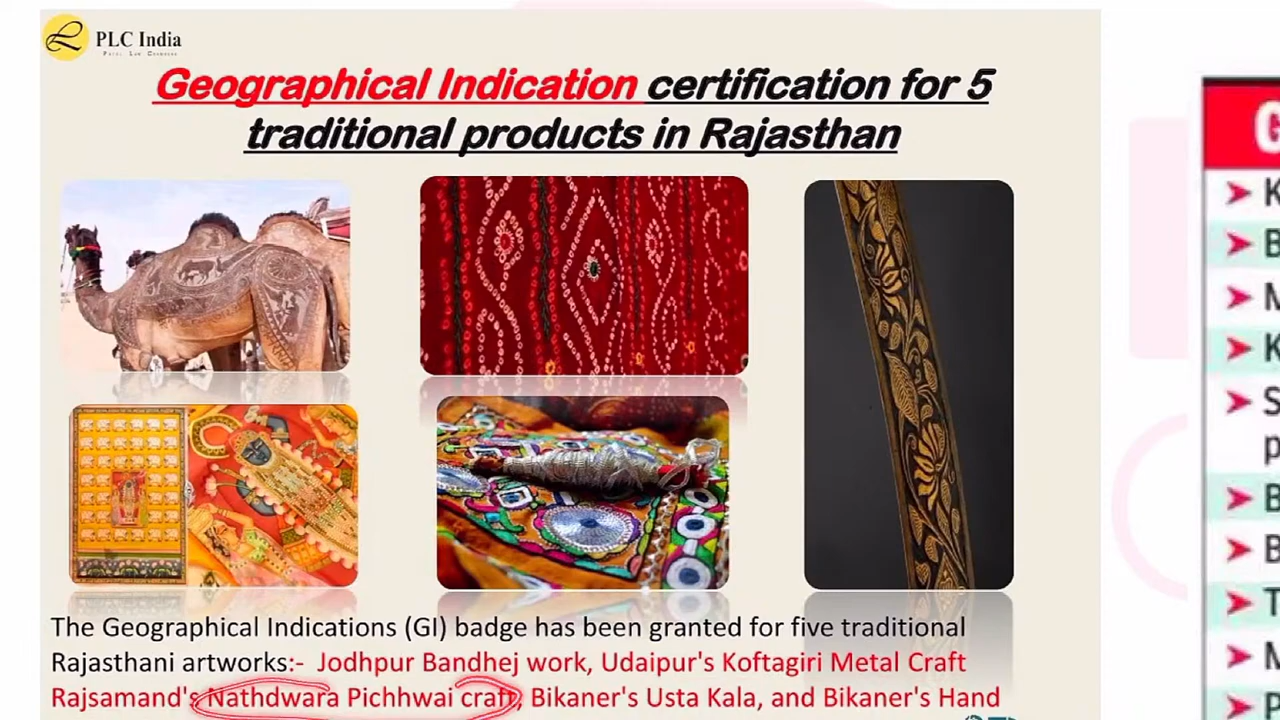 PLC India
Geographical Indication certification for 5
traditional products in Rajasthan
The Geographical Indications (GI) badge has been granted for five traditional
Rajasthani artworks:- Jodhpur Bandhej work, Udaipur's Koftagiri Metal Craft
Rajsamand's Nathdwara Pichhwai craft, Bikaner's Usta Kala, and Bikaner's Hand
G
K
B
M
K
S
p
B
B
T
M
P